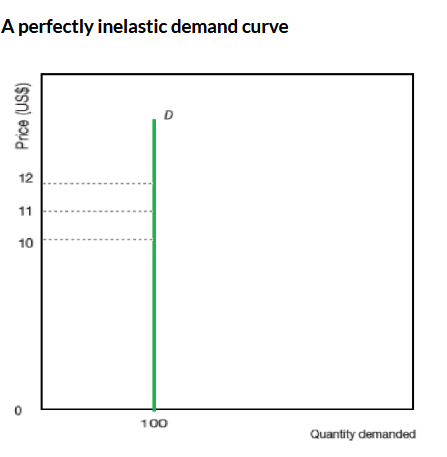 A perfectly inelastic demand curve
Price (US$)
D
12
11
10
0
100
Quantity demanded